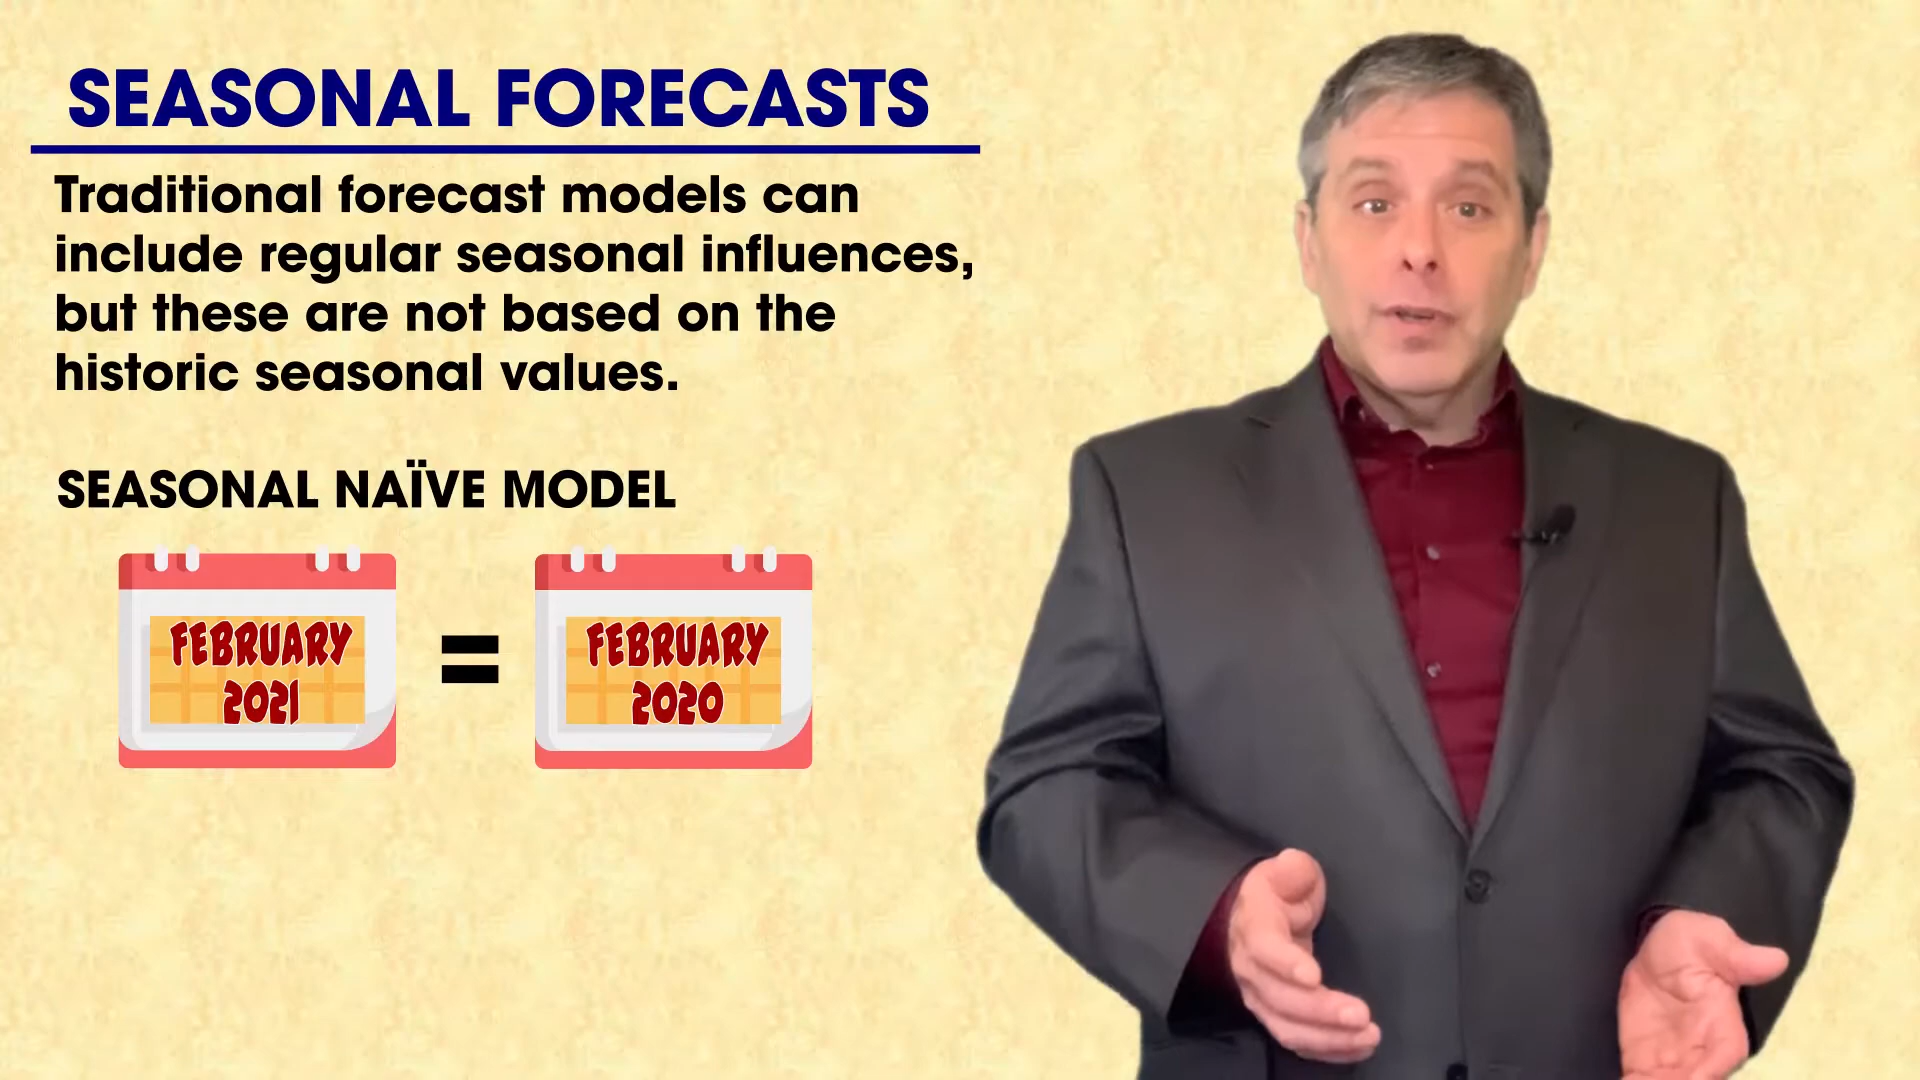 SEASONAL FORECASTS
Traditional forecast models can
include regular seasonal influences,
but these are not based on the
historic seasonal values.
SEASONAL NAÏVE MODEL
FEBRUARY
2021
=
FEBRUARY
2020